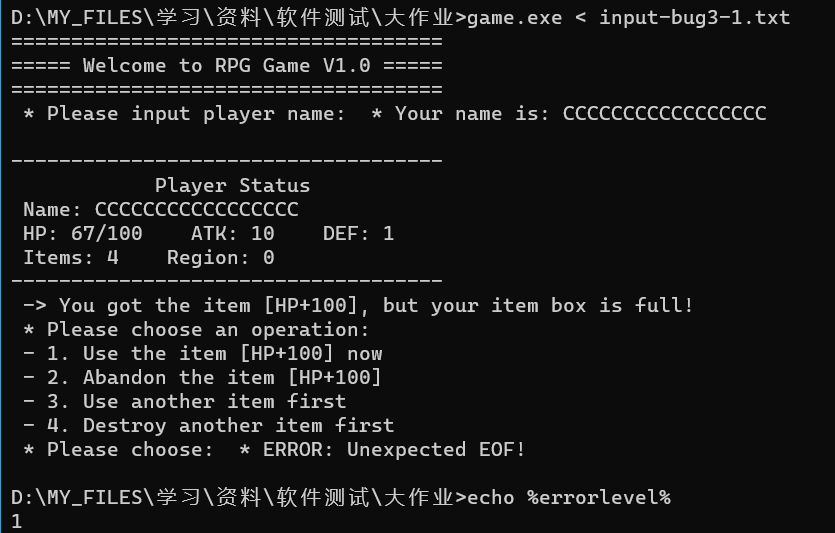 D:\MY_FILES\学习\资料\软件测试\大作业>game.exe < input-bug3-1.txt
====================================
===== Welcome to RPG Game V1.0 =====
====================================
 * Please input player name:  * Your name is: CCCCCCCCCCCCCCCCC
------------------------------------
            Player Status
 Name: CCCCCCCCCCCCCCCCC
 HP: 67/100    ATK: 10    DEF: 1
 Items: 4    Region: 0
------------------------------------
 -> You got the item [HP+100], but your item box is full!
 * Please choose an operation:
 - 1. Use the item [HP+100] now
 - 2. Abandon the item [HP+100]
 - 3. Use another item first
 - 4. Destroy another item first
 * Please choose:  * ERROR: Unexpected EOF!
D:\MY_FILES\学习\资料\软件测试\大作业>echo %errorlevel%
1